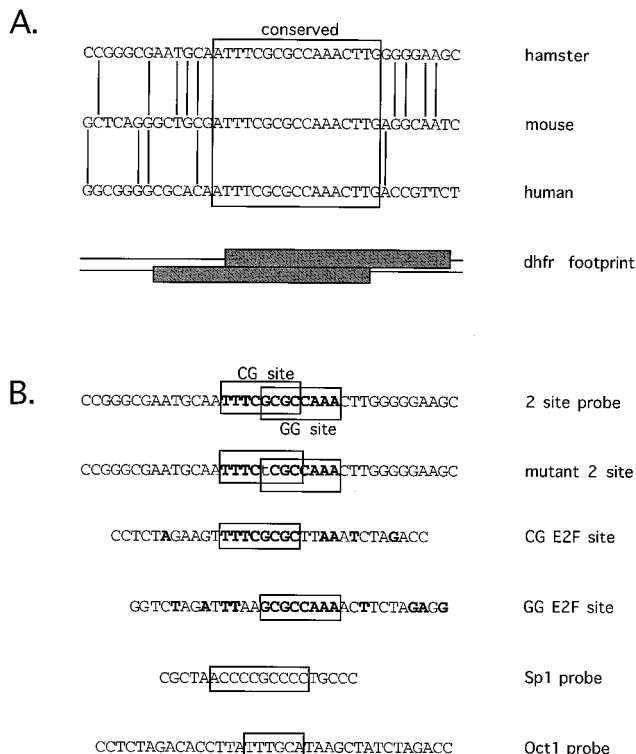 A.
conserved
CCGGGCGAATGCAATTTCGCGCCAAACTTGGGGGAAGC hamster
GCTCAGGGCTGCGATTTCGCGCCAAACTTGAGGCAATC mouse
GGCGGGGCGCACAATTTCGCGCCAAACTTGACCGTTCT human
dhfr footprint
B.
CG site
CCGGGCGAATGCAATTTCGCGCCAAACTTGGGGGAAGC 2 site probe
GG site
CCGGGCGAATGCAATTTCtCGCCAAACTTGGGGGAAGC mutant 2 site
CCTCTAGAAGTTTTCGCGCTTAAATCTAGACC CG E2F site
GGTCTAGATTTAAGCGCCAAAACTTCTAGAGG GG E2F site
CGCTAACCCCGCCCCTGCCC Sp1 probe
CCTCTAGACACCTTATTTGCATAAGCTATCTAGACC Oct1 probe